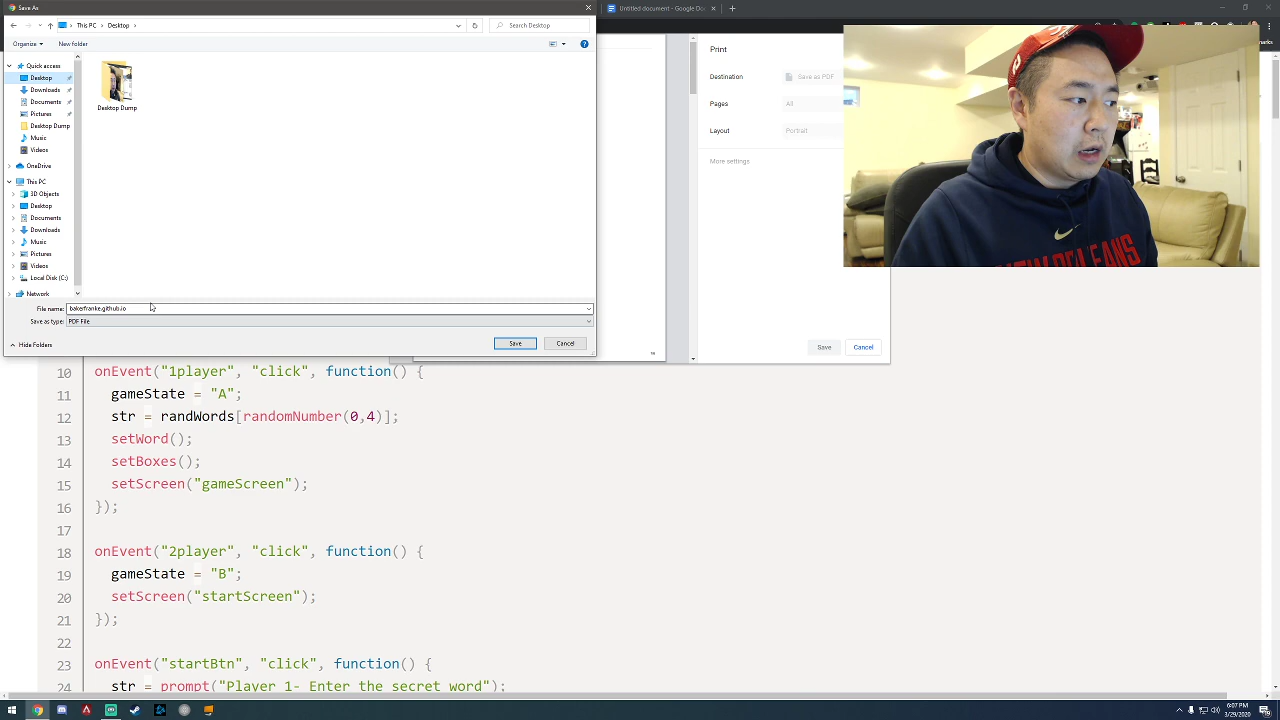 Save As
This PC > Desktop >
Search Desktop
Organize
New folder
Quick access
Desktop
Downloads
Documents
Pictures
Desktop Dump
Music
Videos
OneDrive
This PC
3D Objects
Desktop
Documents
Downloads
Music
Pictures
Videos
Local Disk (C:)
Network
Desktop Dump
File name: bakerfranke.github.io
Save as type: PDF File
Hide Folders
Save
Cancel
Untitled document - Google Doc
Print
Destination
Save as PDF
Pages
All
Layout
Portrait
More settings
Save
Cancel
NEW ORLEANS
10 onEvent("1player", "click", function() {
11 gameState = "A";
12 str = randWords[randomNumber(0,4)];
13 setWord();
14 setBoxes();
15 setScreen("gameScreen");
16 });
17
18 onEvent("2player", "click", function() {
19 gameState = "B";
20 setScreen("startScreen");
21 });
22
23 onEvent("startBtn", "click", function() {
24 str = prompt("Player 1- Enter the secret word");
6:07 PM
3/29/2020